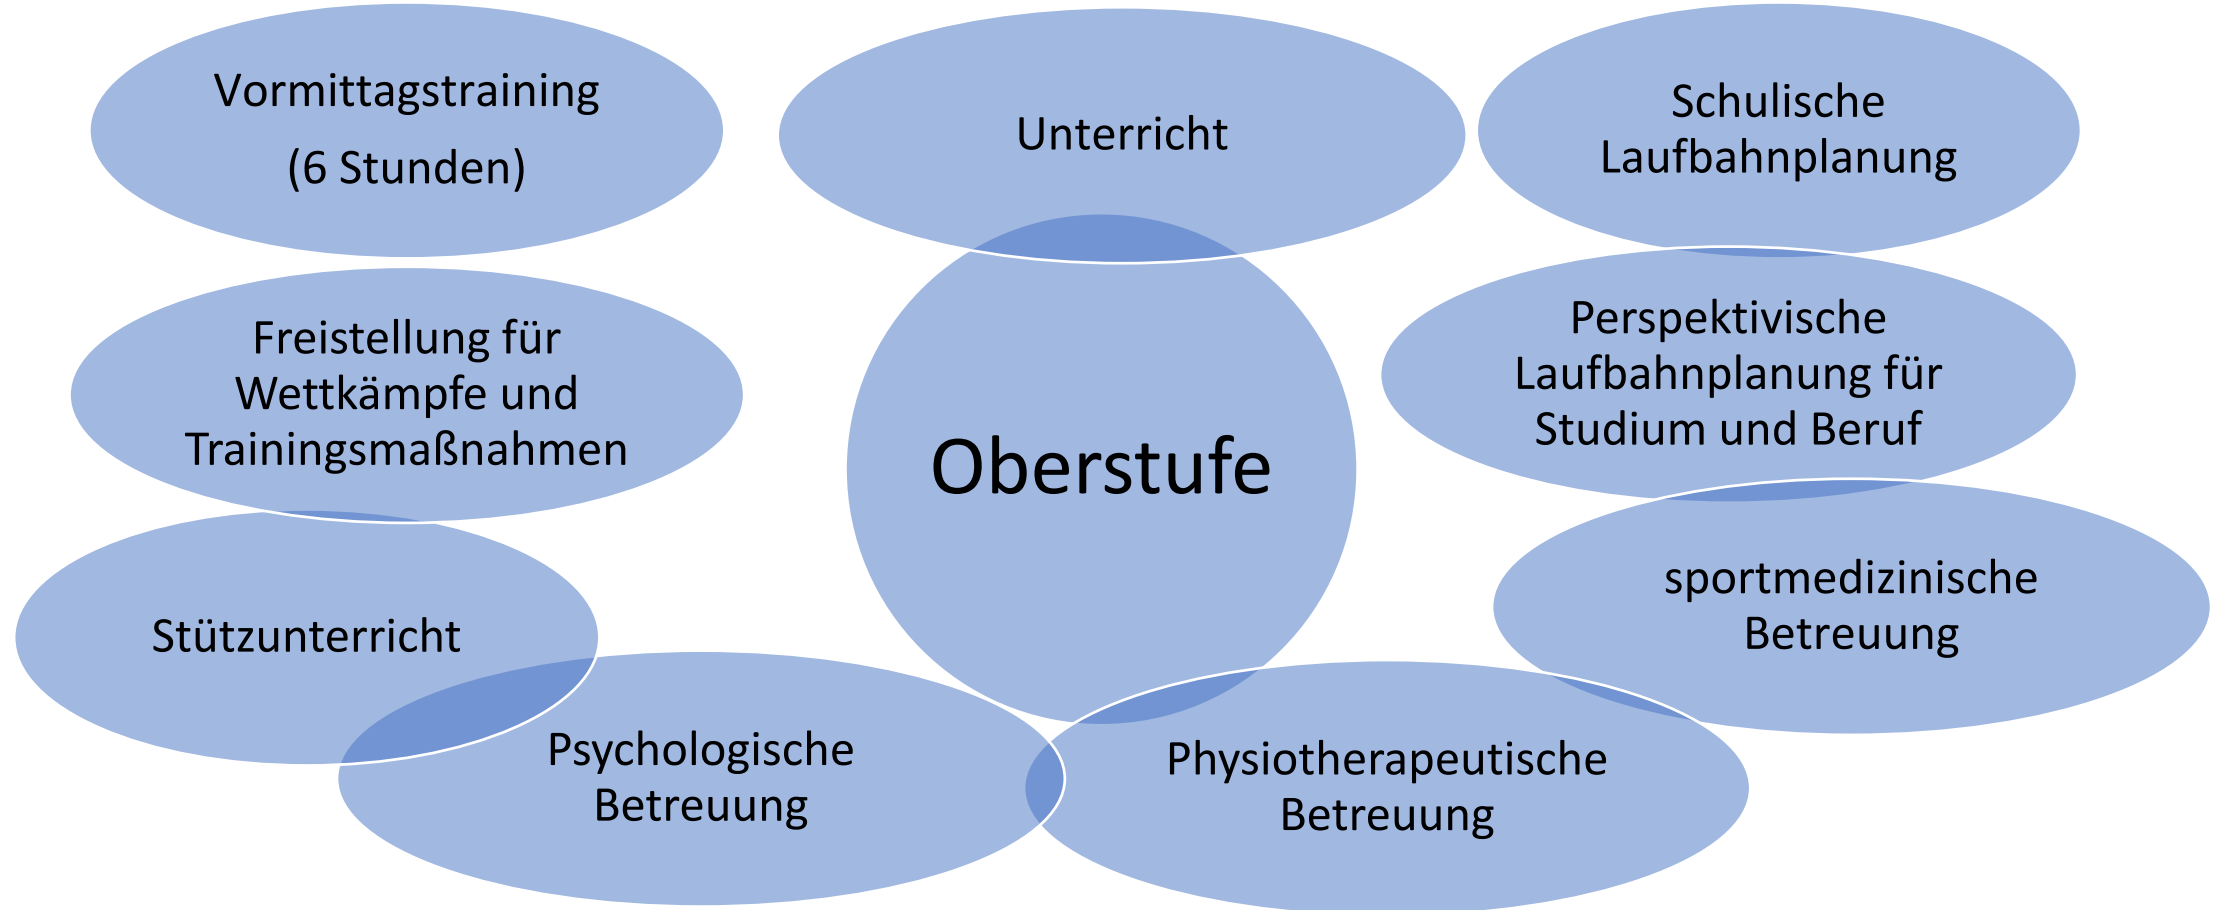 Vormittagstraining
(6 Stunden)
Unterricht
Schulische
Laufbahnplanung
Freistellung für
Wettkämpfe und
Trainingsmaßnahmen
Oberstufe
Perspektivische
Laufbahnplanung für
Studium und Beruf
Stützunterricht
sportmedizinische
Betreuung
Psychologische
Betreuung
Physiotherapeutische
Betreuung